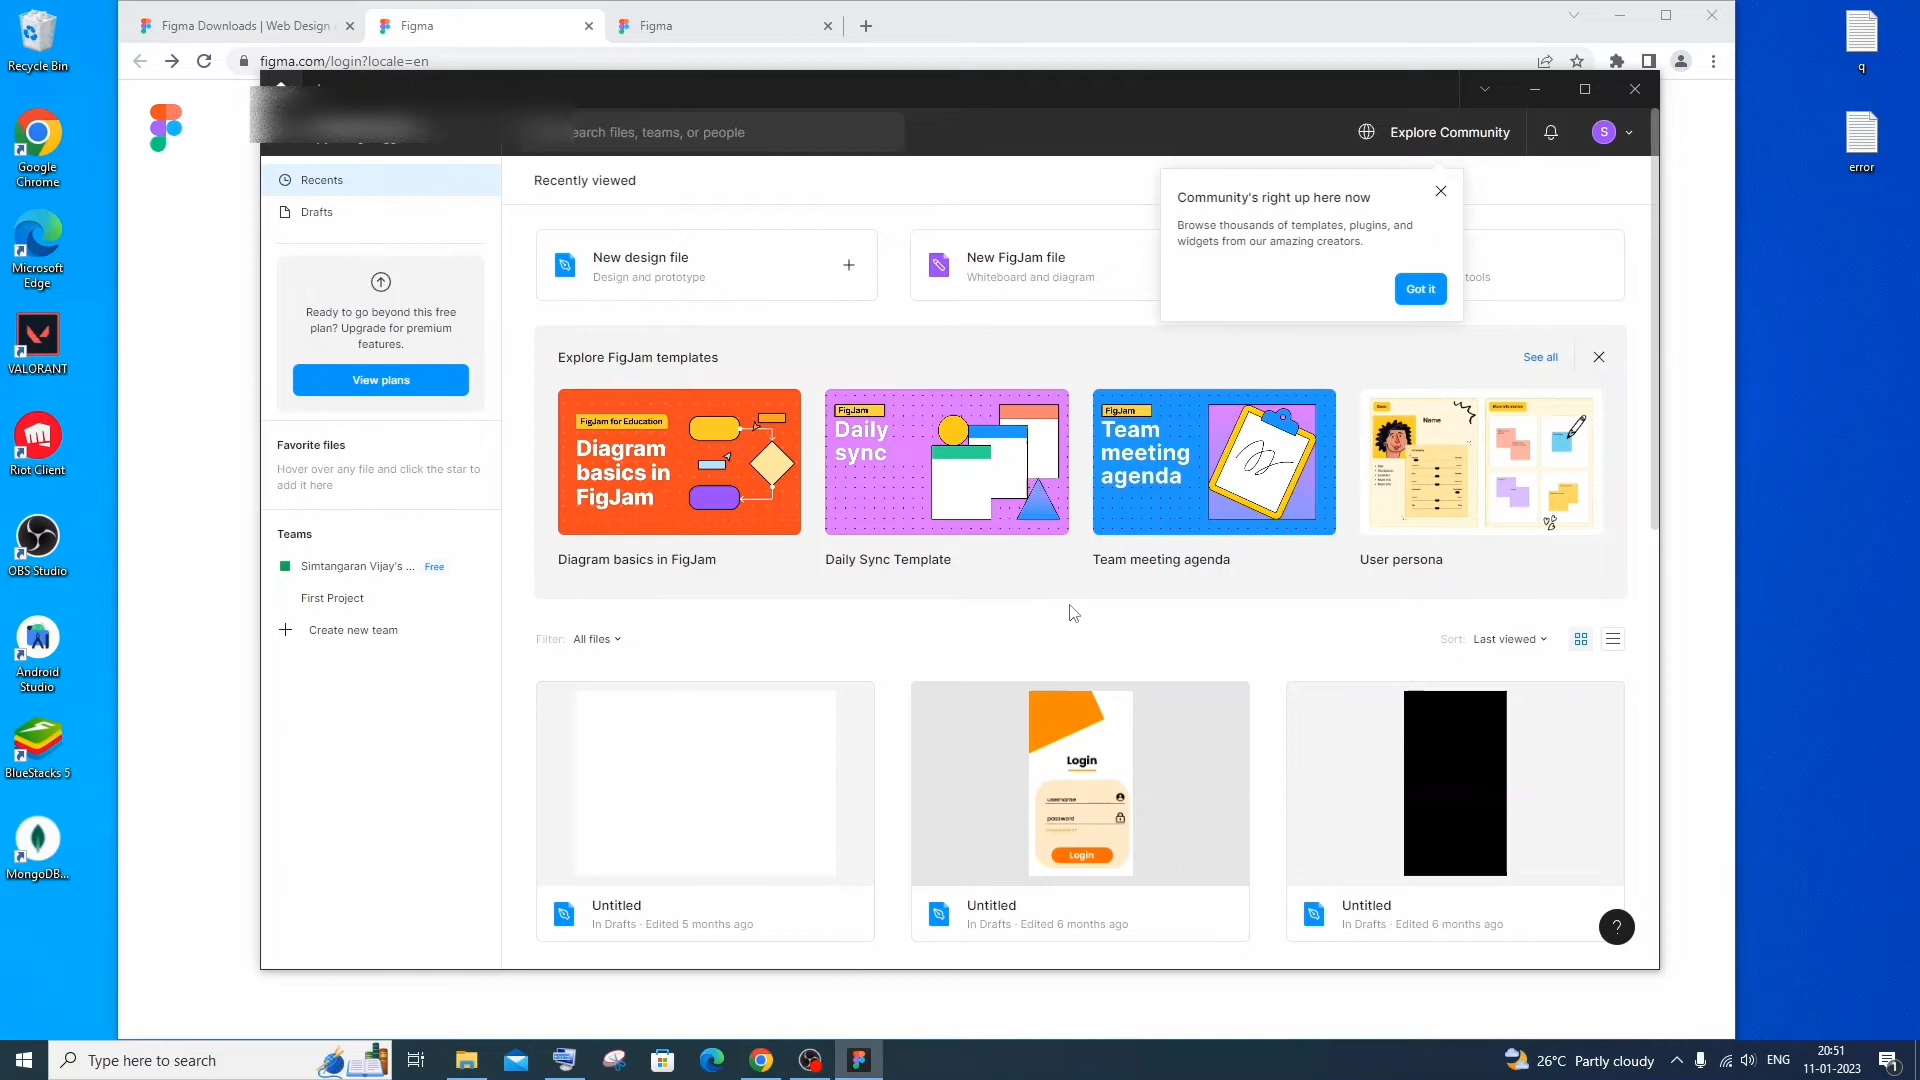 Recycle Bin
Google
Chrome
Microsoft
Edge
VALORANT
Riot Client
OBS Studio
Android
Studio
BlueStacks 5
MongoDB...
q
error
Figma Downloads | Web Design
Figma
Figma
figma.com/login?locale=en
earch files, teams, or people
Explore Community
S
Recents
Drafts
Ready to go beyond this free
plan? Upgrade for premium
features.
View plans
Favorite files
Hover over any file and click the star to
add it here
Teams
Simtangaran Vijay's ...
Free
First Project
Create new team
Recently viewed
New design file
Design and prototype
New FigJam file
Whiteboard and diagram
tools
Community's right up here now
Browse thousands of templates, plugins, and
widgets from our amazing creators.
Got it
Explore FigJam templates
See all
FigJam for Education
Diagram
basics in
FigJam
FigJam
Daily
sync
FigJam
Team
meeting
agenda
Name
Diagram basics in FigJam
Daily Sync Template
Team meeting agenda
User persona
Filter: All files
Sort: Last viewed
Login
username
password
Login
Untitled
In Drafts · Edited 5 months ago
Untitled
In Drafts · Edited 6 months ago
Untitled
In Drafts · Edited 6 months ago
?
Type here to search
26°C Partly cloudy
ENG
20:51
11-01-2023
1